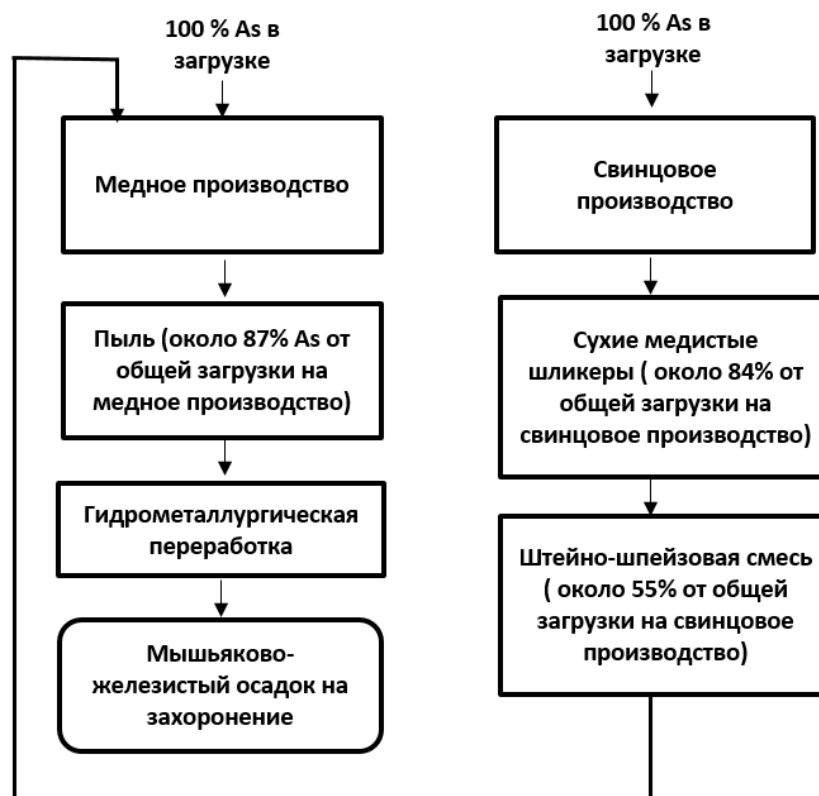 100 % As в
загрузке
Медное производство
Пыль (около 87% As от
общей загрузки на
медное производство)
Гидрометаллургическая
переработка
Мышьяково-
железистый осадок на
захоронение
100 % As в
загрузке
Свинцовое
производство
Сухие медистые
шликеры ( около 84% от
общей загрузки на
свинцовое производство)
Штейно-шпейзовая смесь
( около 55% от общей
загрузки на свинцовое
производство)